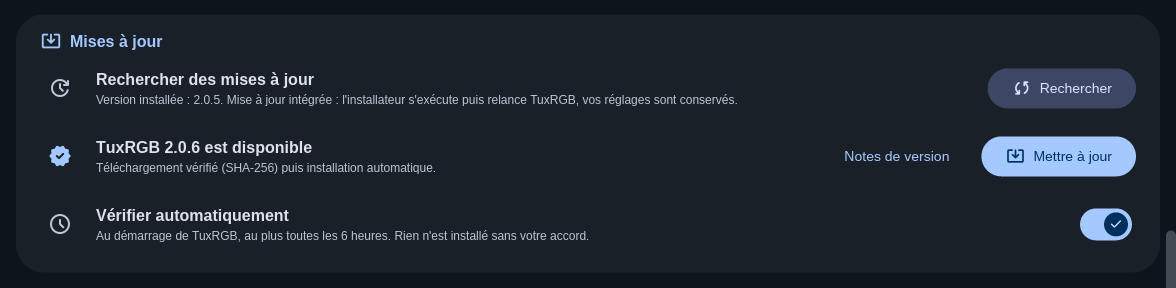 Mises à jour
Rechercher des mises à jour
Version installée : 2.0.5. Mise à jour intégrée : l'installateur s'exécute puis relance TuxRGB, vos réglages sont conservés.
Rechercher
TuxRGB 2.0.6 est disponible
Téléchargement vérifié (SHA-256) puis installation automatique.
Notes de version
Mettre à jour
Vérifier automatiquement
Au démarrage de TuxRGB, au plus toutes les 6 heures. Rien n'est installé sans votre accord.